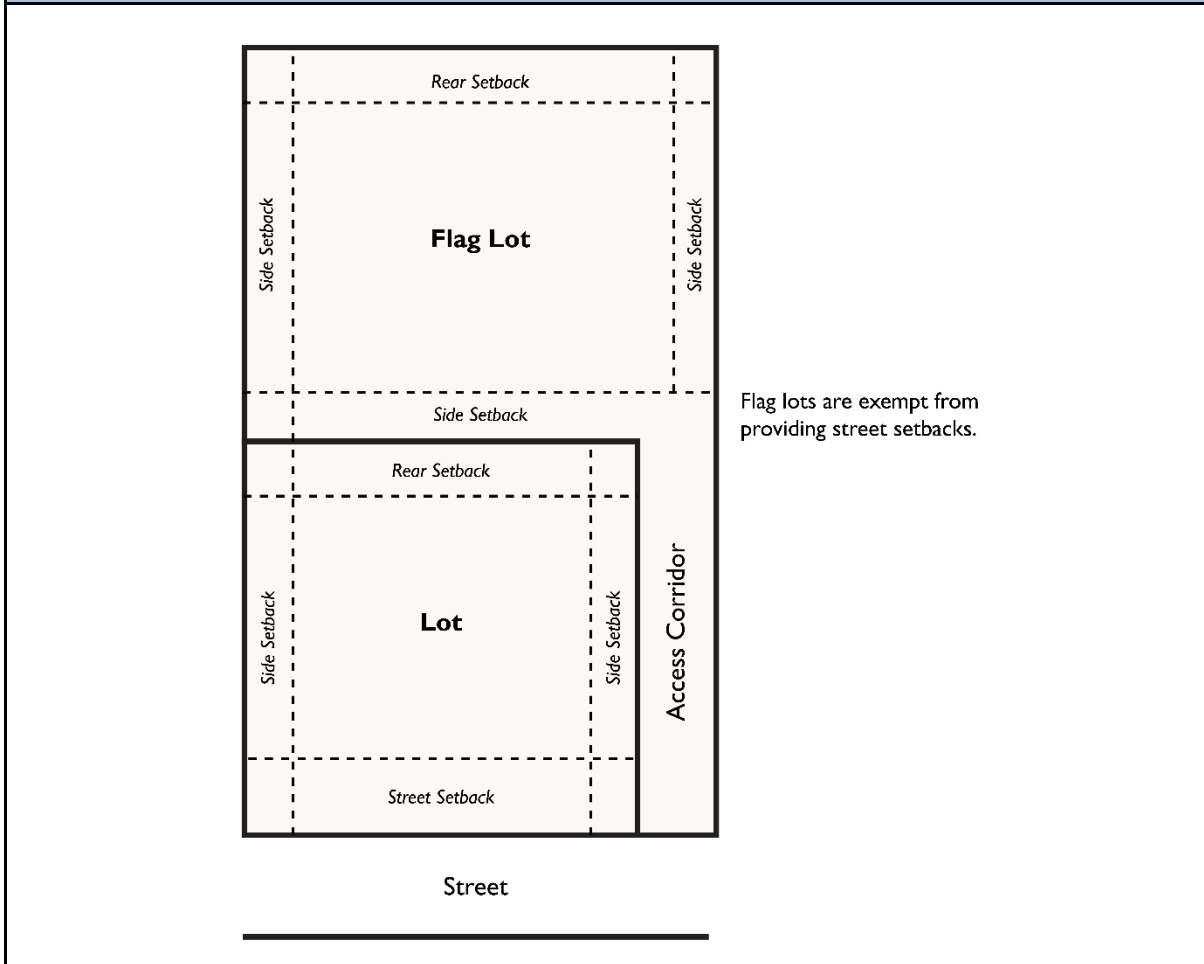 Rear Setback
Side Setback
Flag Lot
Side Setback
Flag lots are exempt from
providing street setbacks.
Side Setback
Rear Setback
Side Setback
Lot
Side Setback
Access Corridor
Street Setback
Street